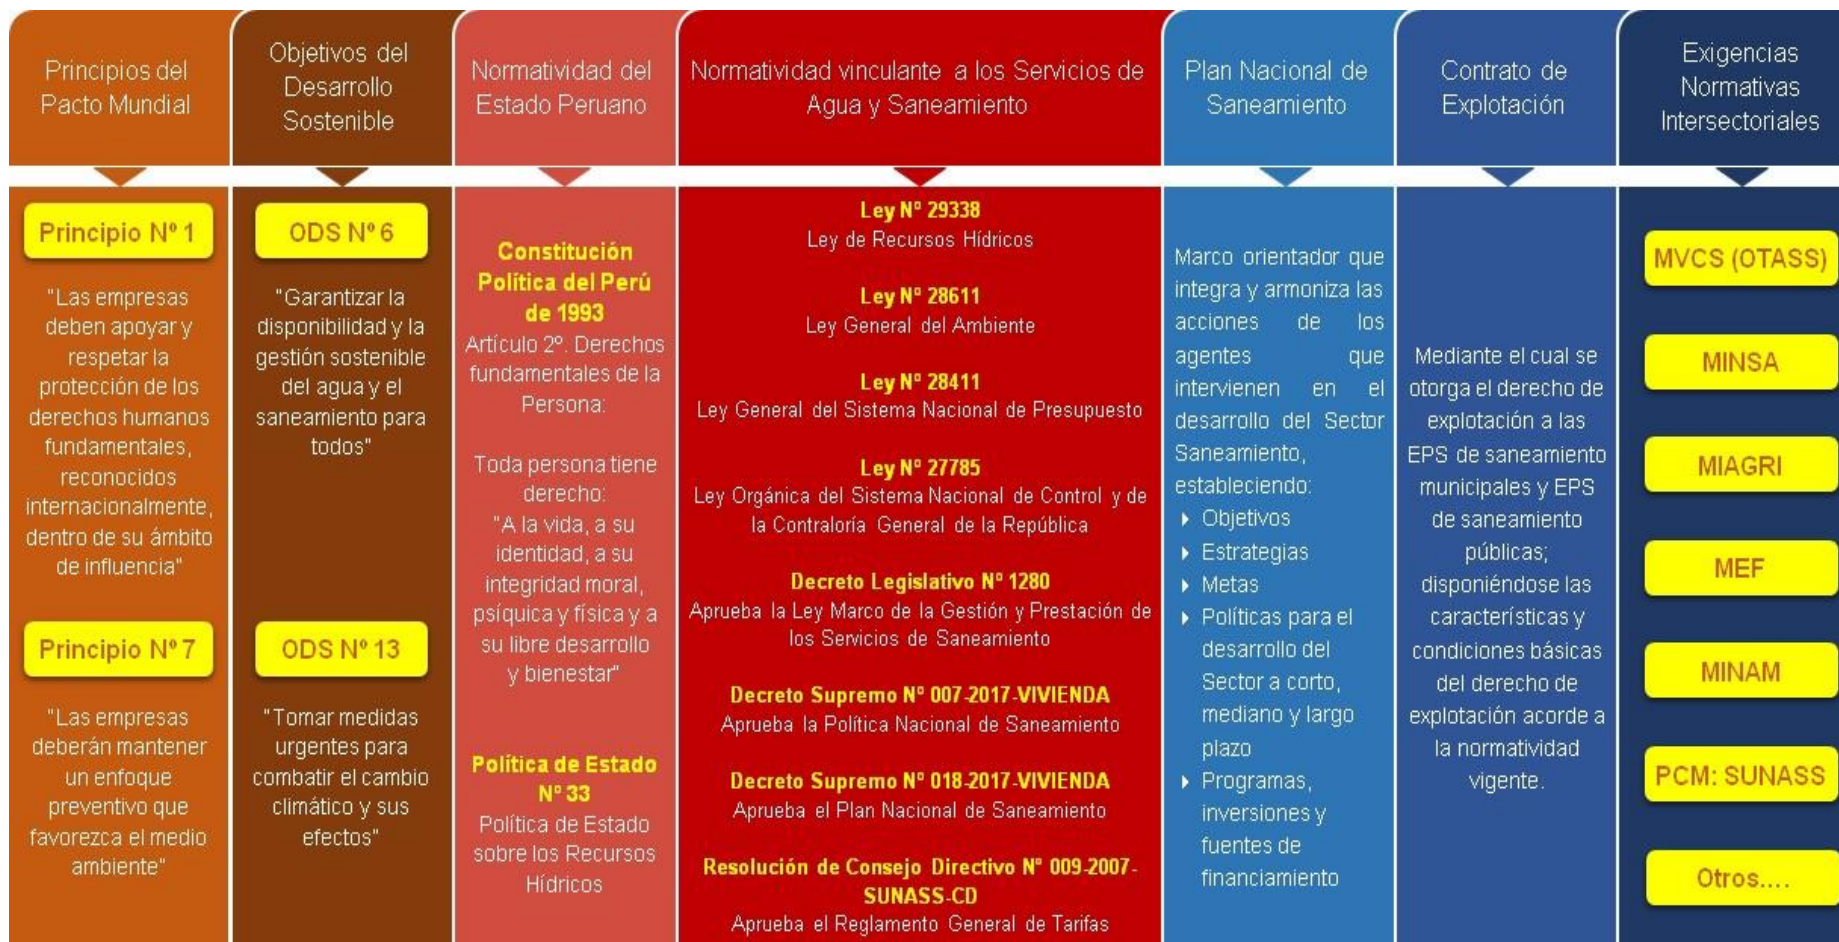 Principios del
Pacto Mundial
Principio Nº 1
"Las empresas
deben apoyar y
respetar la
protección de los
derechos humanos
fundamentales,
reconocidos
internacionalmente,
dentro de su ámbito
de influencia"
Principio Nº 7
"Las empresas
deberán mantener
un enfoque
preventivo que
favorezca el medio
ambiente"
Objetivos del
Desarrollo
Sostenible
ODS Nº 6
"Garantizar la
disponibilidad y la
gestión sostenible
del agua y el
saneamiento para
todos"
ODS Nº 13
"Tomar medidas
urgentes para
combatir el cambio
climático y sus
efectos"
Normatividad del
Estado Peruano
Constitución
Política del Perú
de 1993
Artículo 2º. Derechos
fundamentales de la
Persona:
Toda persona tiene
derecho:
"A la vida, a su
identidad, a su
integridad moral,
psíquica y física y a
su libre desarrollo
y bienestar"
Política de Estado
Nº 33
Política de Estado
sobre los Recursos
Hídricos
Normatividad vinculante a los Servicios de
Agua y Saneamiento
Ley Nº 29338
Ley de Recursos Hídricos
Ley Nº 28611
Ley General del Ambiente
Ley Nº 28411
Ley General del Sistema Nacional de Presupuesto
Ley Nº 27785
Ley Orgánica del Sistema Nacional de Control y de
la Contraloría General de la República
Decreto Legislativo Nº 1280
Aprueba la Ley Marco de la Gestión y Prestación de
los Servicios de Saneamiento
Decreto Supremo Nº 007-2017-VIVIENDA
Aprueba la Política Nacional de Saneamiento
Decreto Supremo Nº 018-2017-VIVIENDA
Aprueba el Plan Nacional de Saneamiento
Resolución de Consejo Directivo Nº 009-2007-
SUNASS-CD
Aprueba el Reglamento General de Tarifas
Plan Nacional de
Saneamiento
Marco orientador que
integra y armoniza las
acciones de los
agentes que
intervienen en el
desarrollo del Sector
Saneamiento,
estableciendo:
Objetivos
Estrategias
Metas
Políticas para el
desarrollo del
Sector a corto,
mediano y largo
plazo
Programas,
inversiones y
fuentes de
financiamiento
Contrato de
Explotación
Mediante el cual se
otorga el derecho de
explotación a las
EPS de saneamiento
municipales y EPS
de saneamiento
públicas;
disponiéndose las
características y
condiciones básicas
del derecho de
explotación acorde a
la normatividad
vigente.
Exigencias
Normativas
Intersectoriales
MVCS (OTASS)
MINSA
MIAGRI
MEF
MINAM
PCM: SUNASS
Otros....